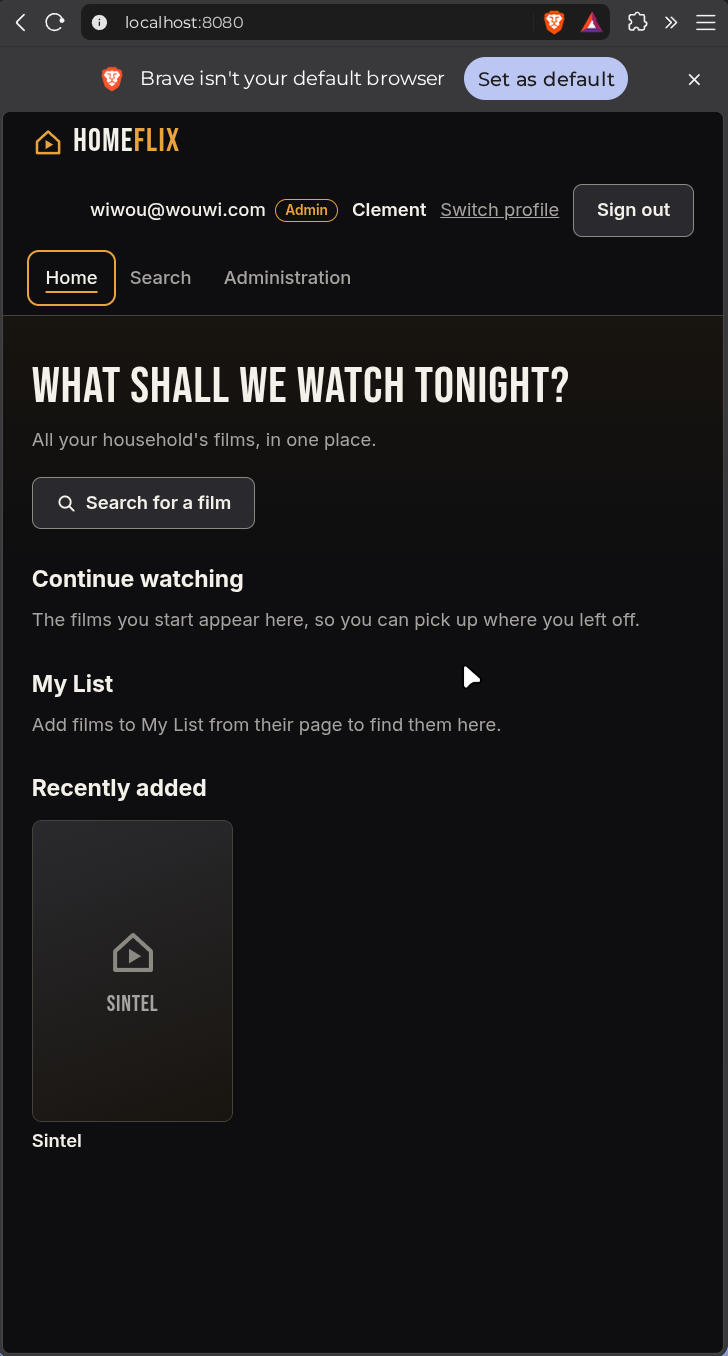 localhost:8080
Brave isn't your default browser Set as default
HOMEFLIX
wiwou@wouwi.com Admin Clement Switch profile Sign out
Home Search Administration
WHAT SHALL WE WATCH TONIGHT?
All your household's films, in one place.
Search for a film
Continue watching
The films you start appear here, so you can pick up where you left off.
My List
Add films to My List from their page to find them here.
Recently added
SINTEL
Sintel